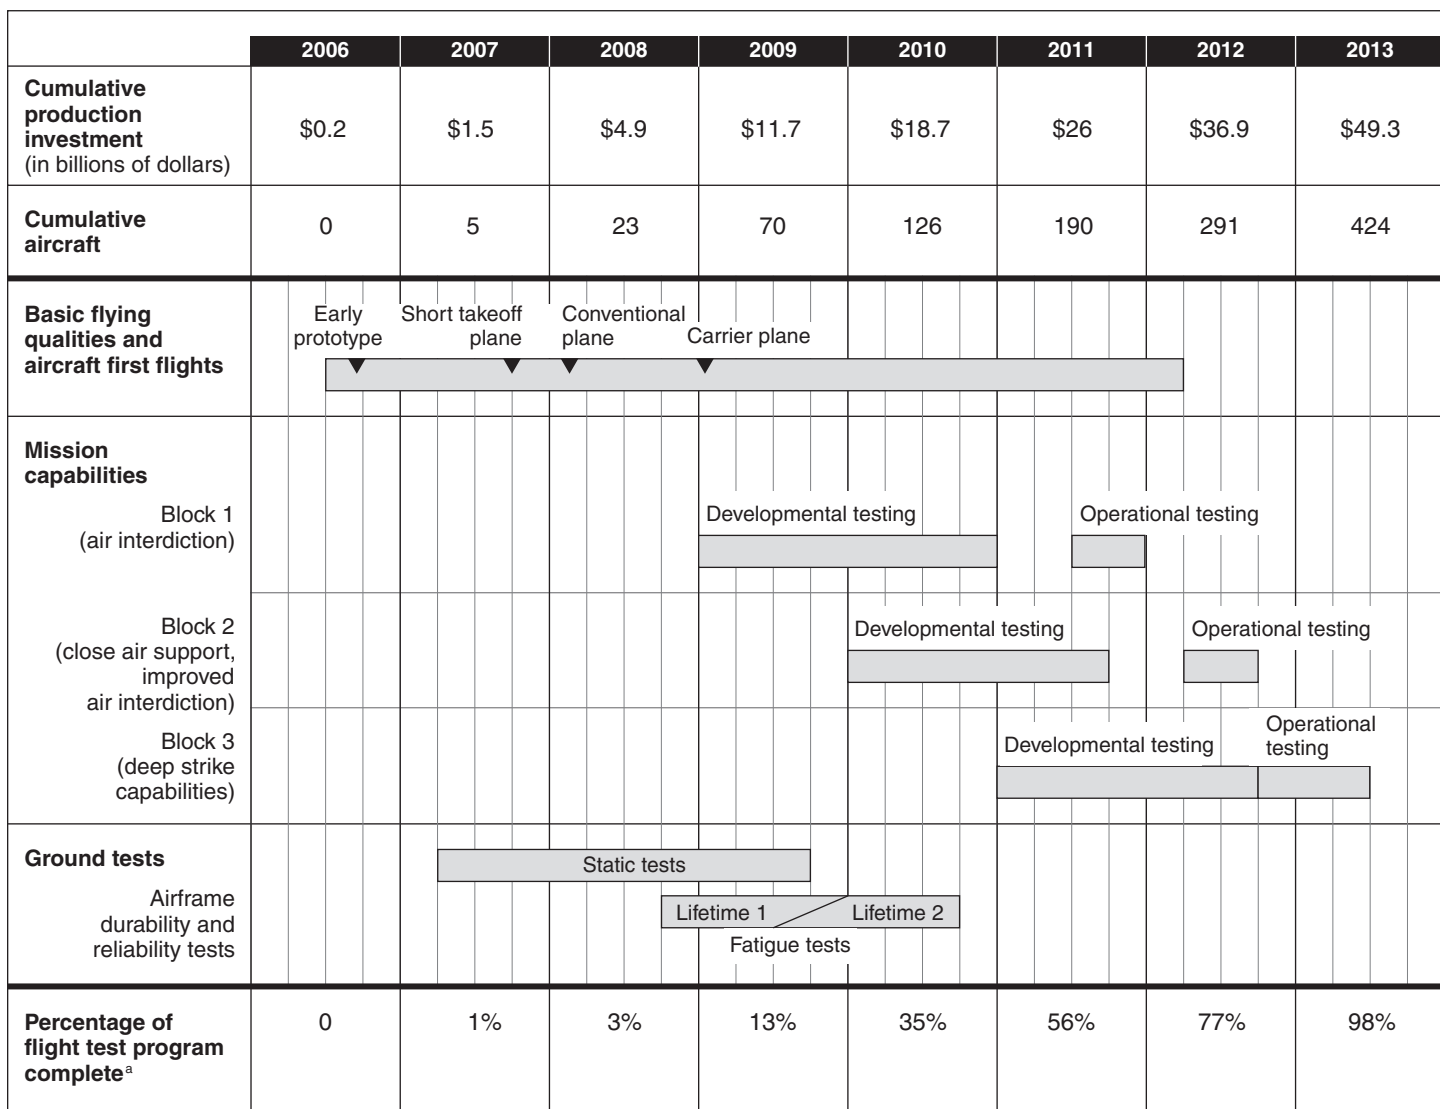 2006 2007 2008 2009 2010 2011 2012 2013
Cumulative
production
investment
(in billions of dollars)
$0.2 $1.5 $4.9 $11.7 $18.7 $26 $36.9 $49.3
Cumulative
aircraft
0 5 23 70 126 190 291 424
Basic flying
qualities and
aircraft first flights
Early
prototype
Short takeoff
plane
Conventional
plane
Carrier plane
Mission
capabilities
Block 1
(air interdiction)
Developmental testing
Operational testing
Block 2
(close air support,
improved
air interdiction)
Developmental testing
Operational testing
Block 3
(deep strike
capabilities)
Developmental testing
Operational
testing
Ground tests
Static tests
Airframe
durability and
reliability tests
Lifetime 1
Lifetime 2
Fatigue tests
Percentage of
flight test program
complete a
0 1% 3% 13% 35% 56% 77% 98%